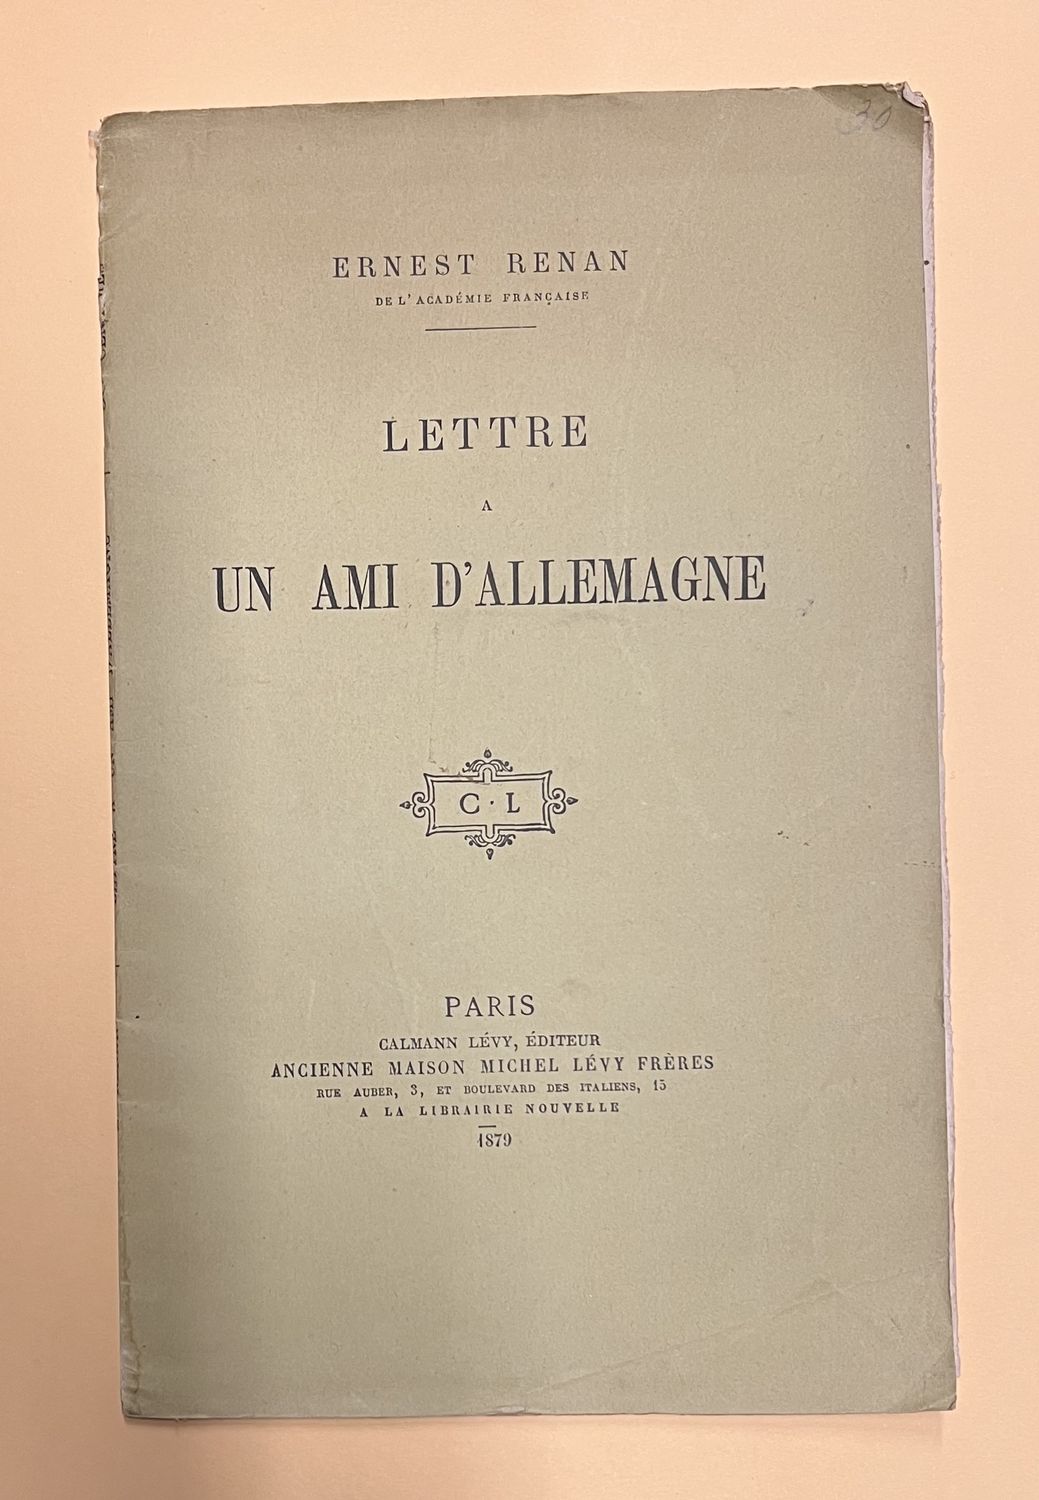 30
ERNEST RENAN
DE L'ACADÉMIE FRANÇAISE
LETTRE
A
UN AMI D'ALLEMAGNE
C · L
PARIS
CALMANN LÉVY, ÉDITEUR
ANCIENNE MAISON MICHEL LÉVY FRÈRES
RUE AUBER, 3, ET BOULEVARD DES ITALIENS, 15
A LA LIBRAIRIE NOUVELLE
1879